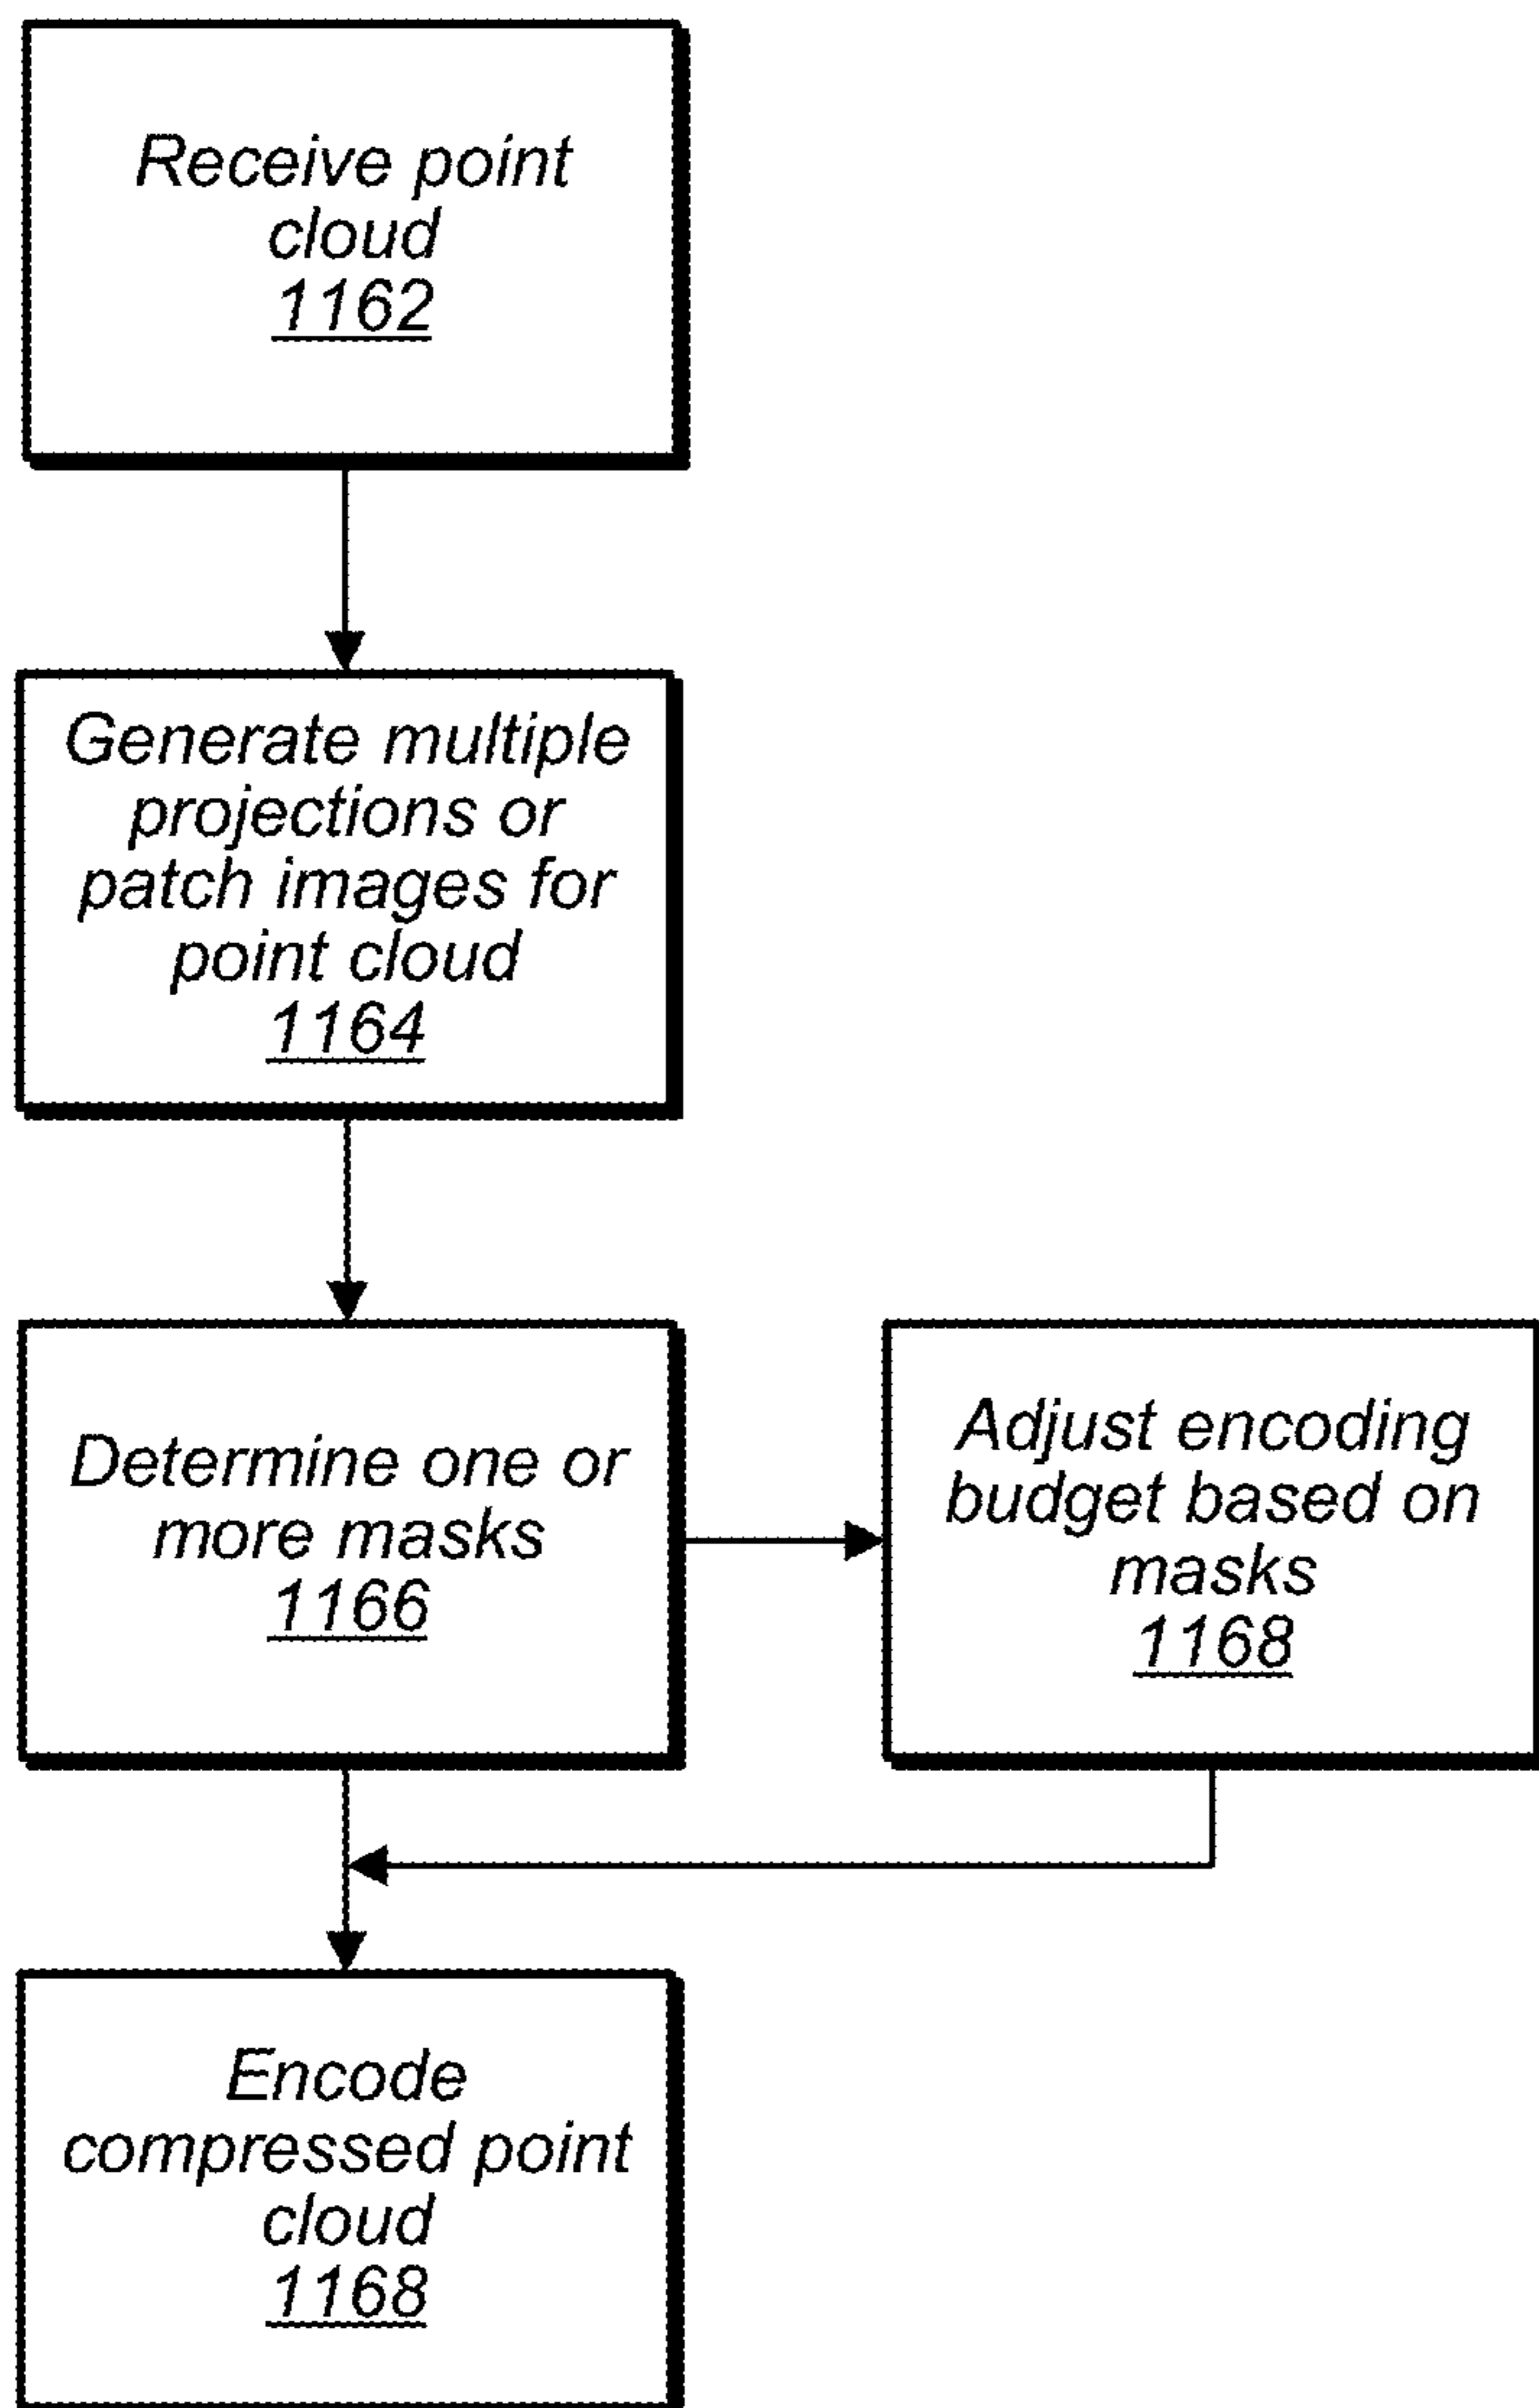 Receive point
cloud
1162
Generate multiple
projections or
patch images for
point cloud
1164
Determine one or
more masks
1166
Adjust encoding
budget based on
masks
1168
Encode
compressed point
cloud
1168